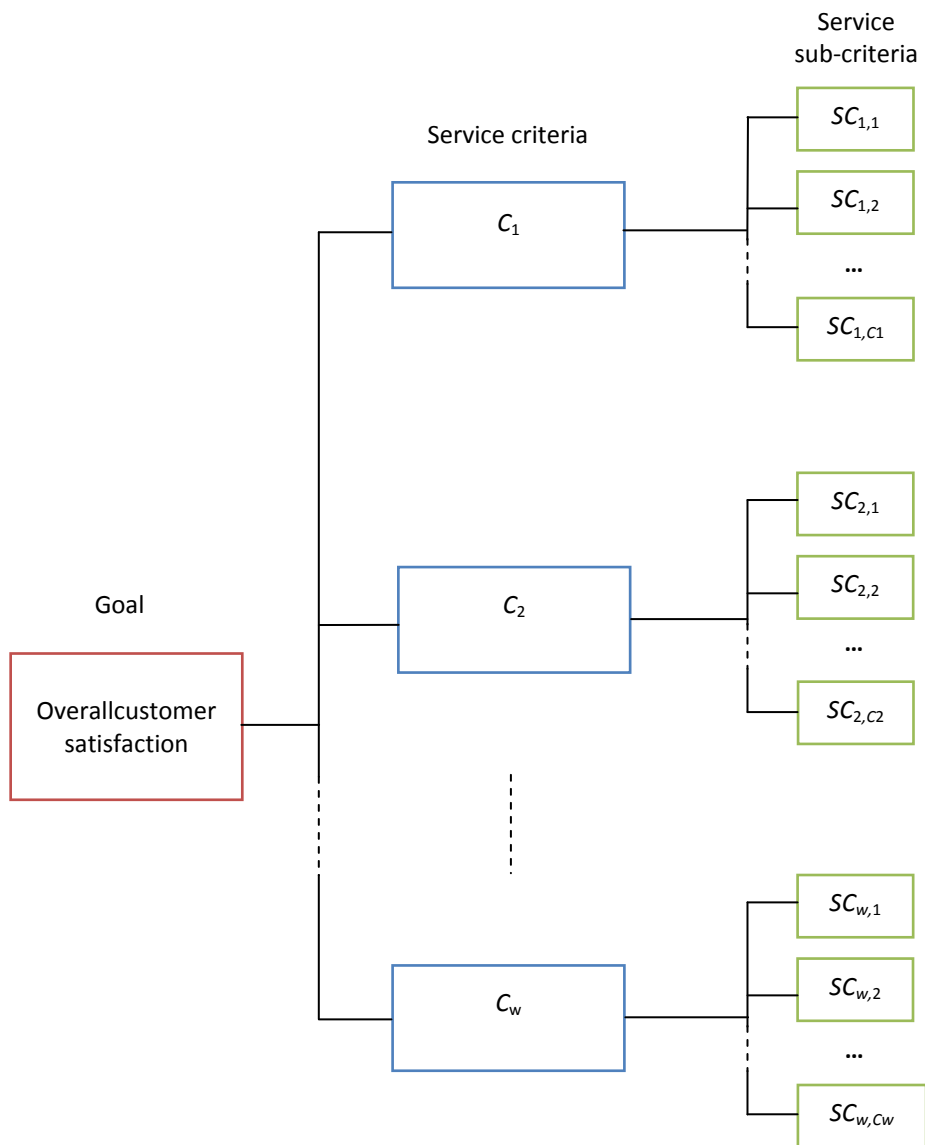 Service
sub-criteria
SC1,1
Service criteria
SC1,2
C1
...
SC1,C1
SC2,1
SC2,2
C2
Goal
...
Overallcustomer
satisfaction
SC2,C2
SCw,1
SCw,2
Cw
...
SCw,Cw